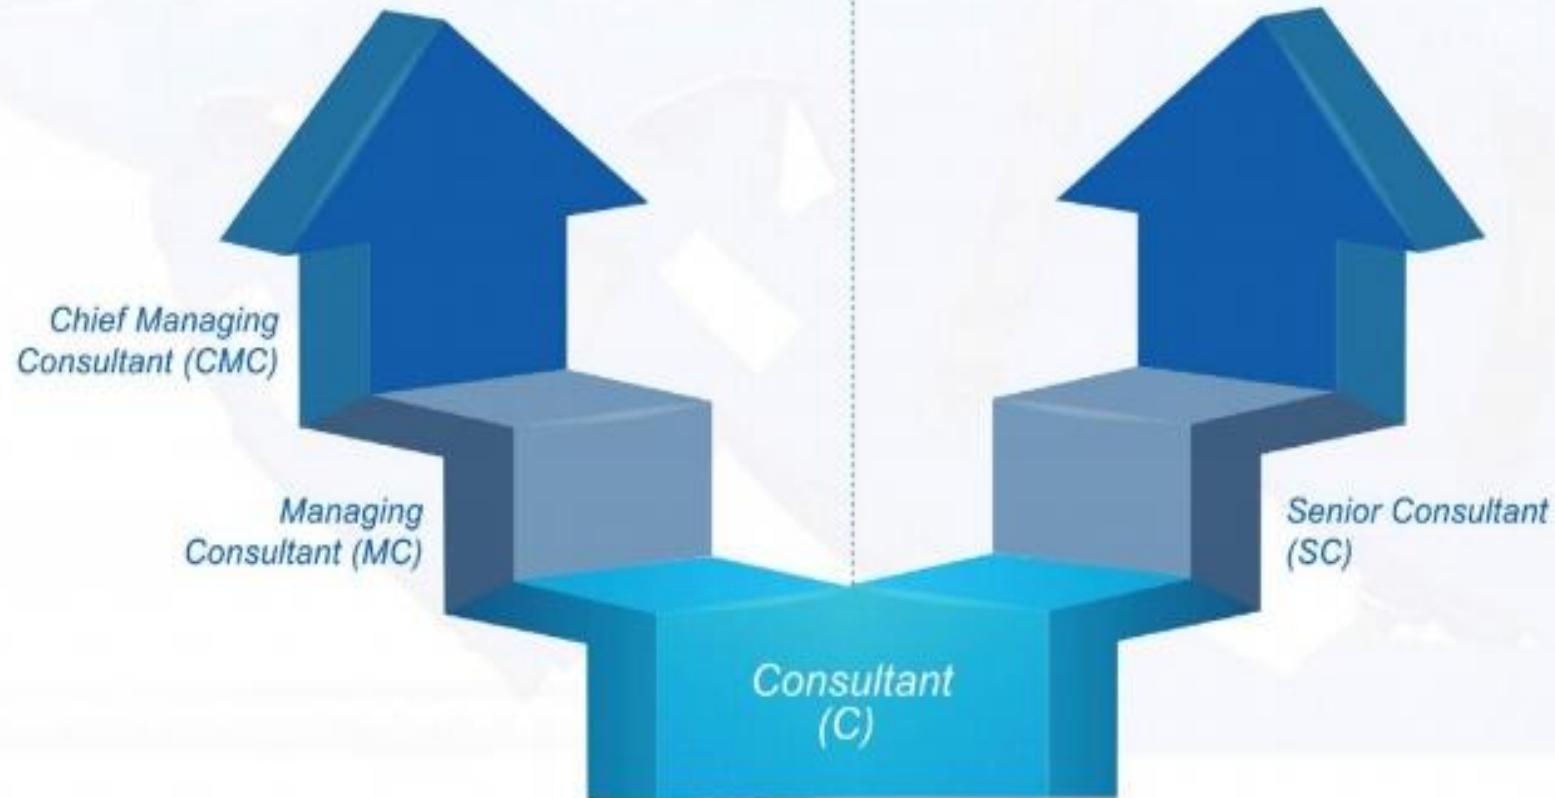 Chief Managing
Consultant (CMC)
Managing
Consultant (MC)
Senior Consultant
(SC)
Consultant
(C)